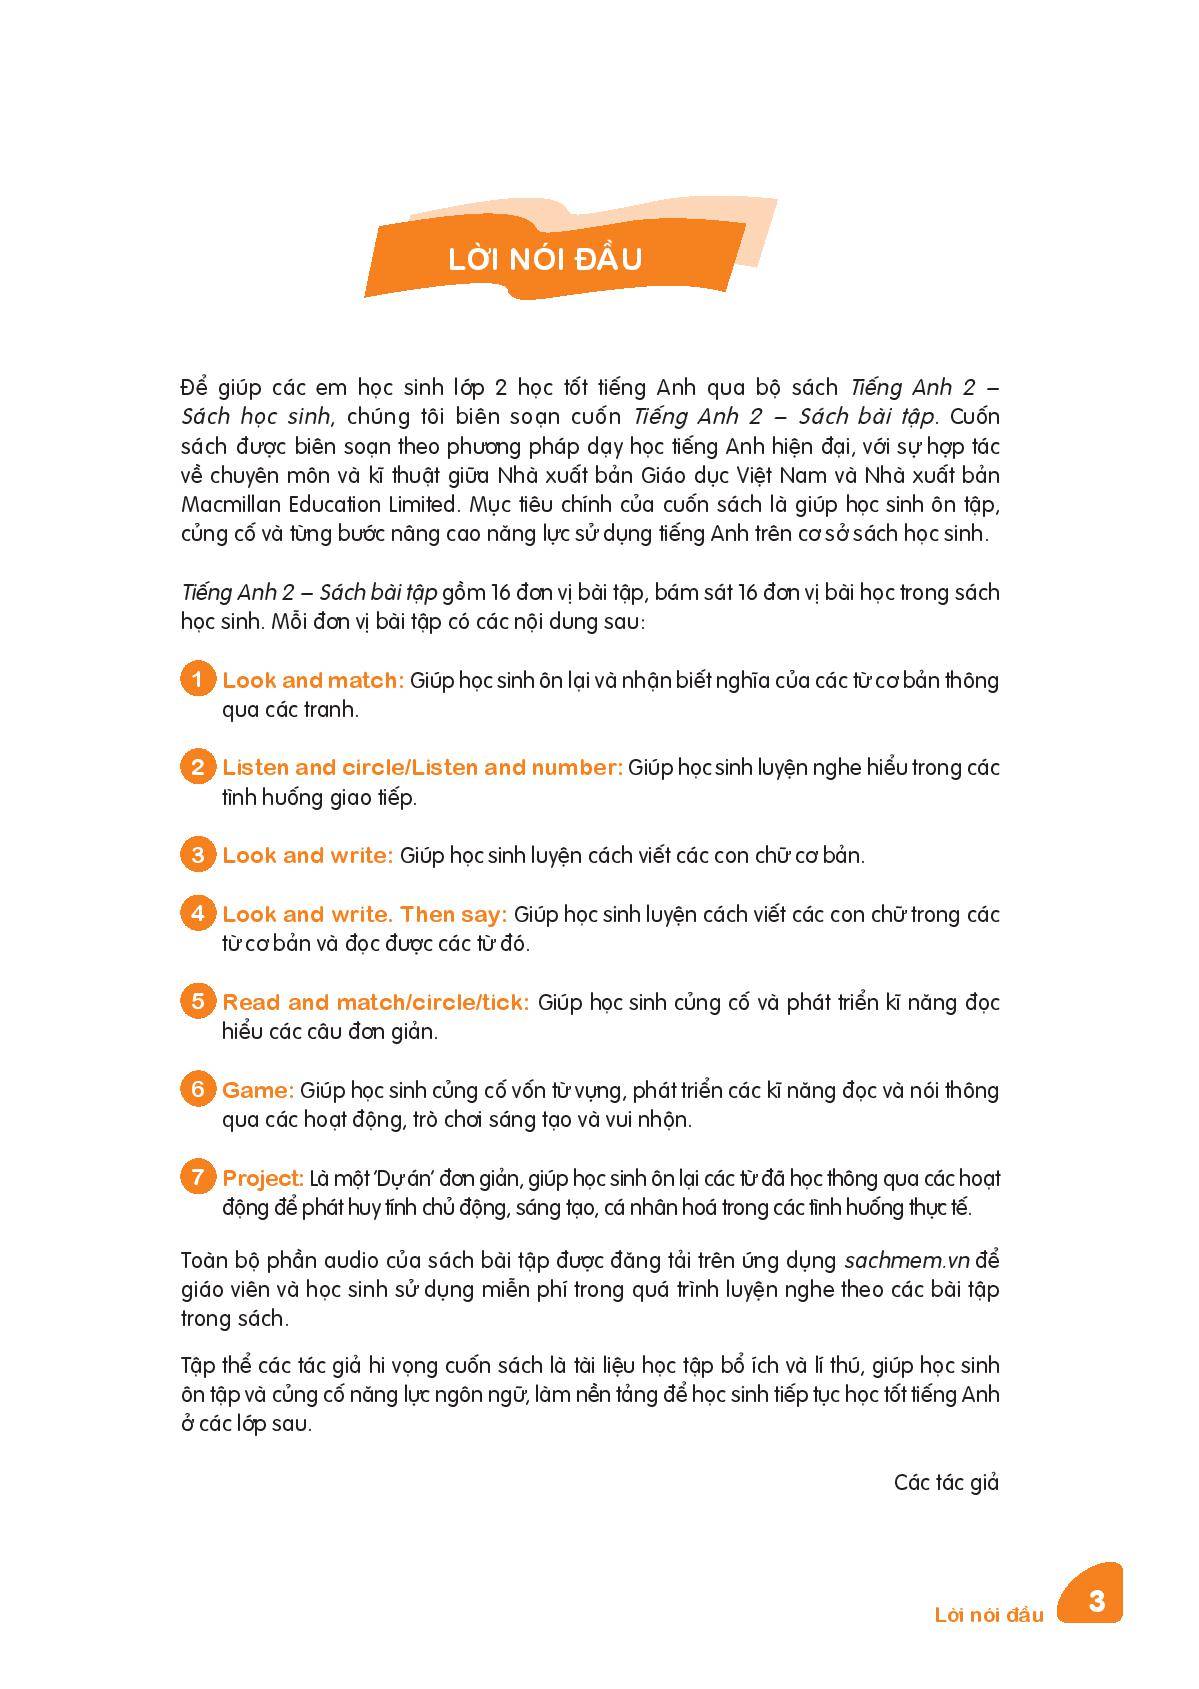 LỜI NÓI ĐẦU
Để giúp các em học sinh lớp 2 học tốt tiếng Anh qua bộ sách Tiếng Anh 2 –
Sách học sinh, chúng tôi biên soạn cuốn Tiếng Anh 2 – Sách bài tập. Cuốn
sách được biên soạn theo phương pháp dạy học tiếng Anh hiện đại, với sự hợp tác
về chuyên môn và kĩ thuật giữa Nhà xuất bản Giáo dục Việt Nam và Nhà xuất bản
Macmillan Education Limited. Mục tiêu chính của cuốn sách là giúp học sinh ôn tập,
củng cố và từng bước nâng cao năng lực sử dụng tiếng Anh trên cơ sở sách học sinh.
Tiếng Anh 2 – Sách bài tập gồm 16 đơn vị bài tập, bám sát 16 đơn vị bài học trong sách
học sinh. Mỗi đơn vị bài tập có các nội dung sau:
1 Look and match: Giúp học sinh ôn lại và nhận biết nghĩa của các từ cơ bản thông
qua các tranh.
2 Listen and circle/Listen and number: Giúp học sinh luyện nghe hiểu trong các
tình huống giao tiếp.
3 Look and write: Giúp học sinh luyện cách viết các con chữ cơ bản.
4 Look and write. Then say: Giúp học sinh luyện cách viết các con chữ trong các
từ cơ bản và đọc được các từ đó.
5 Read and match/circle/tick: Giúp học sinh củng cố và phát triển kĩ năng đọc
hiểu các câu đơn giản.
6 Game: Giúp học sinh củng cố vốn từ vựng, phát triển các kĩ năng đọc và nói thông
qua các hoạt động, trò chơi sáng tạo và vui nhộn.
7 Project: Là một ‘Dự án’ đơn giản, giúp học sinh ôn lại các từ đã học thông qua các hoạt
động để phát huy tính chủ động, sáng tạo, cá nhân hoá trong các tình huống thực tế.
Toàn bộ phần audio của sách bài tập được đăng tải trên ứng dụng sachmem.vn để
giáo viên và học sinh sử dụng miễn phí trong quá trình luyện nghe theo các bài tập
trong sách.
Tập thể các tác giả hi vọng cuốn sách là tài liệu học tập bổ ích và lí thú, giúp học sinh
ôn tập và củng cố năng lực ngôn ngữ, làm nền tảng để học sinh tiếp tục học tốt tiếng Anh
ở các lớp sau.
Các tác giả
Lời nói đầu 3